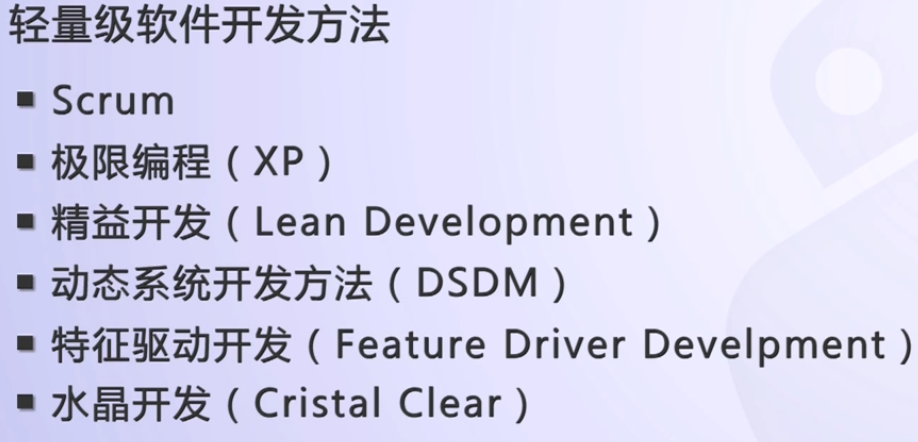 轻量级软件开发方法
▪ Scrum
▪ 极限编程（XP）
▪ 精益开发（Lean Development）
▪ 动态系统开发方法（DSDM）
▪ 特征驱动开发（Feature Driver Develpment）
▪ 水晶开发（Cristal Clear）